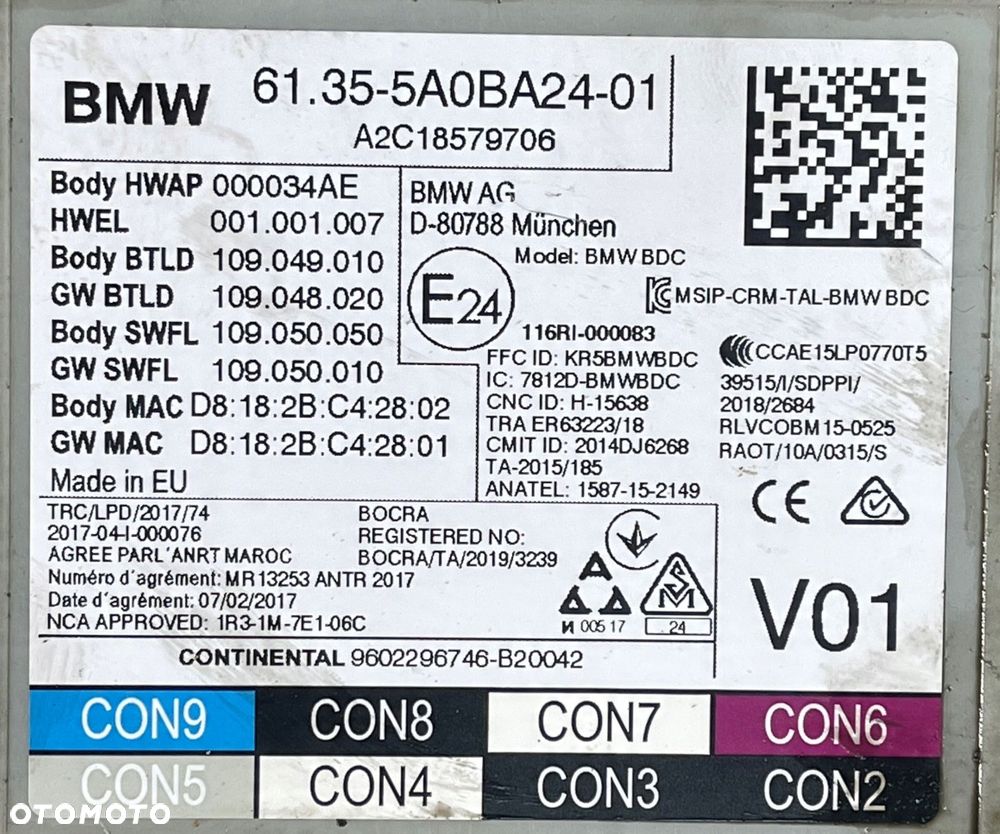 BMW 61.35-5A0BA24-01
A2C18579706
Body HWAP 000034AE
HWEL 001.001.007
Body BTLD 109.049.010
GW BTLD 109.048.020
Body SWFL 109.050.050
GW SWFL 109.050.010
Body MAC D8:18:2B:C4:28:02
GW MAC D8:18:2B:C4:28:01
Made in EU
BMW AG
D-80788 München
Model: BMW BDC
E24
116RI-000083
MSIP-CRM-TAL-BMW BDC
FFC ID: KR5BMWBDC
IC: 7812D-BMWBDC
CNC ID: H-15638
TRA ER63223/18
CMIT ID: 2014DJ6268
TA-2015/185
ANATEL: 1587-15-2149
CCAE15LP0770T5
39515/I/SDPPI/
2018/2684
RLVCOBM15-0525
RAOT/10A/0315/S
CE
TRC/LPD/2017/74
2017-04-I-000076
AGREE PARL'ANRT MAROC
Numéro d'agrément: MR 13253 ANTR 2017
Date d'agrément: 07/02/2017
NCA APPROVED: 1R3-1M-7E1-06C
BOCRA
REGISTERED NO:
BOCRA/TA/2019/3239
И 005 17
24
V01
CONTINENTAL 9602296746-B20042
CON9 CON8 CON7 CON6
CON5 CON4 CON3 CON2
OTOMOTO